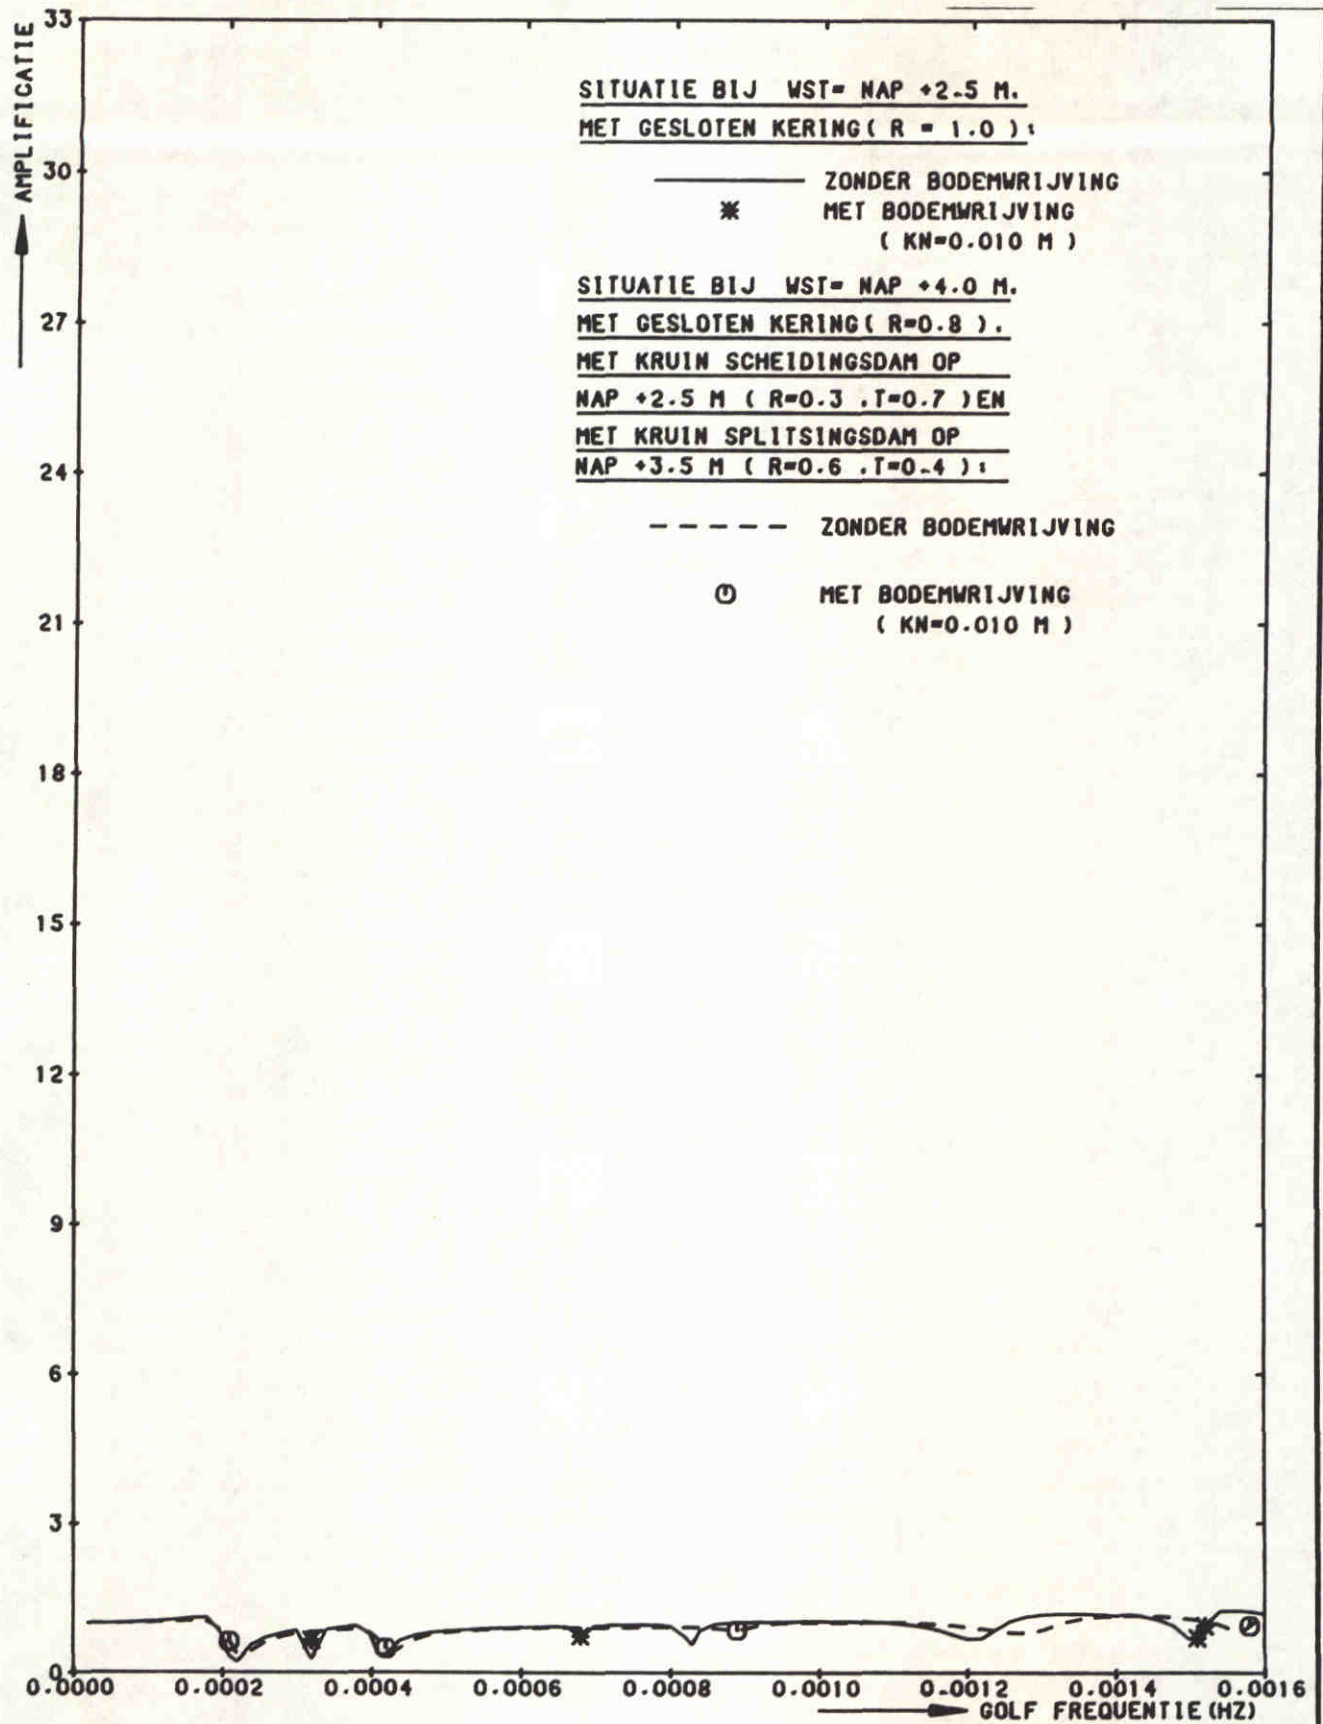 AMPLIFICATIE
33
30
27
24
21
18
15
12
9
6
3
0
SITUATIE BIJ WST= NAP +2.5 M.
MET GESLOTEN KERING( R = 1.0 ):
ZONDER BODEMWRIJVING
MET BODEMWRIJVING
( KN=0.010 M )
SITUATIE BIJ WST= NAP +4.0 M.
MET GESLOTEN KERING( R=0.8 ).
MET KRUIN SCHEIDINGSDAM OP
NAP +2.5 M ( R=0.3 .T=0.7 )EN
MET KRUIN SPLITSINGSDAM OP
NAP +3.5 M ( R=0.6 .T=0.4 ):
ZONDER BODEMWRIJVING
MET BODEMWRIJVING
( KN=0.010 M )
0.0000 0.0002 0.0004 0.0006 0.0008 0.0010 0.0012 0.0014 0.0016
GOLF FREQUENTIE(HZ)